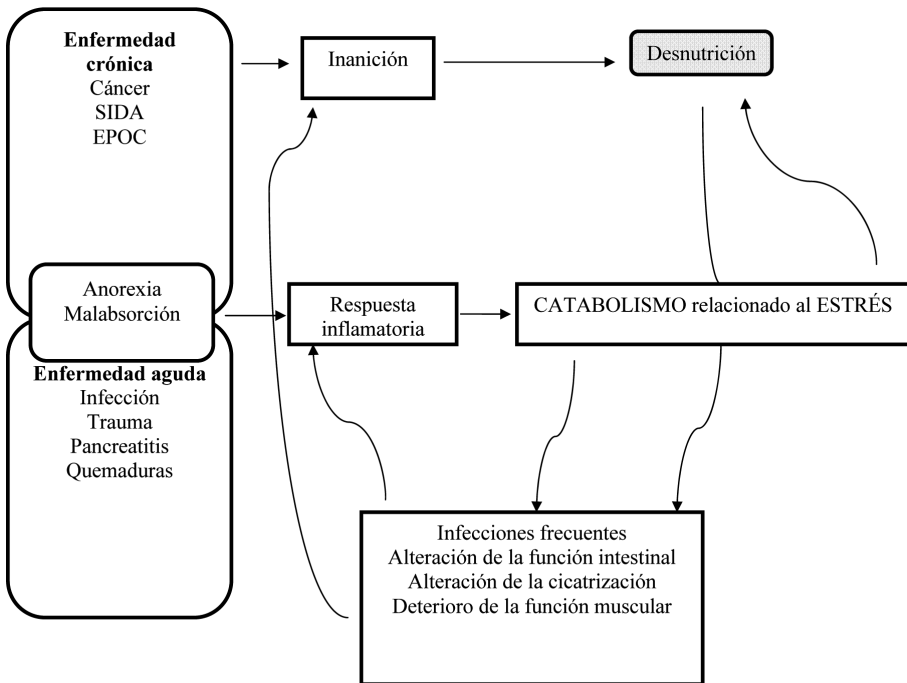 Enfermedad
crónica
Cáncer
SIDA
EPOC
Inanición
Desnutrición
Anorexia
Malabsorción
Respuesta
inflamatoria
CATABOLISMO relacionado al ESTRÉS
Enfermedad aguda
Infección
Trauma
Pancreatitis
Quemaduras
Infecciones frecuentes
Alteración de la función intestinal
Alteración de la cicatrización
Deterioro de la función muscular